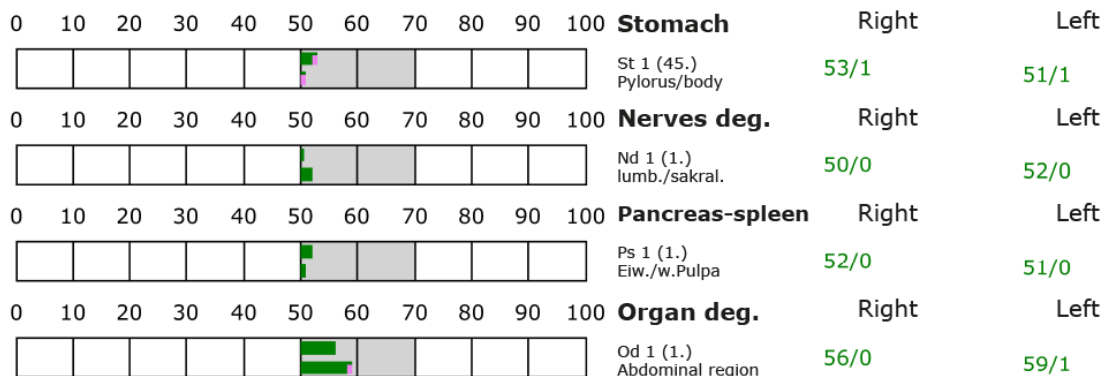 0 10 20 30 40 50 60 70 80 90 100 Stomach Right Left
St 1 (45.) 53/1 51/1
Pylorus/body
0 10 20 30 40 50 60 70 80 90 100 Nerves deg. Right Left
Nd 1 (1.) 50/0 52/0
lumb./sakral.
0 10 20 30 40 50 60 70 80 90 100 Pancreas-spleen Right Left
Ps 1 (1.) 52/0 51/0
Eiw./w.Pulpa
0 10 20 30 40 50 60 70 80 90 100 Organ deg. Right Left
Od 1 (1.) 56/0 59/1
Abdominal region